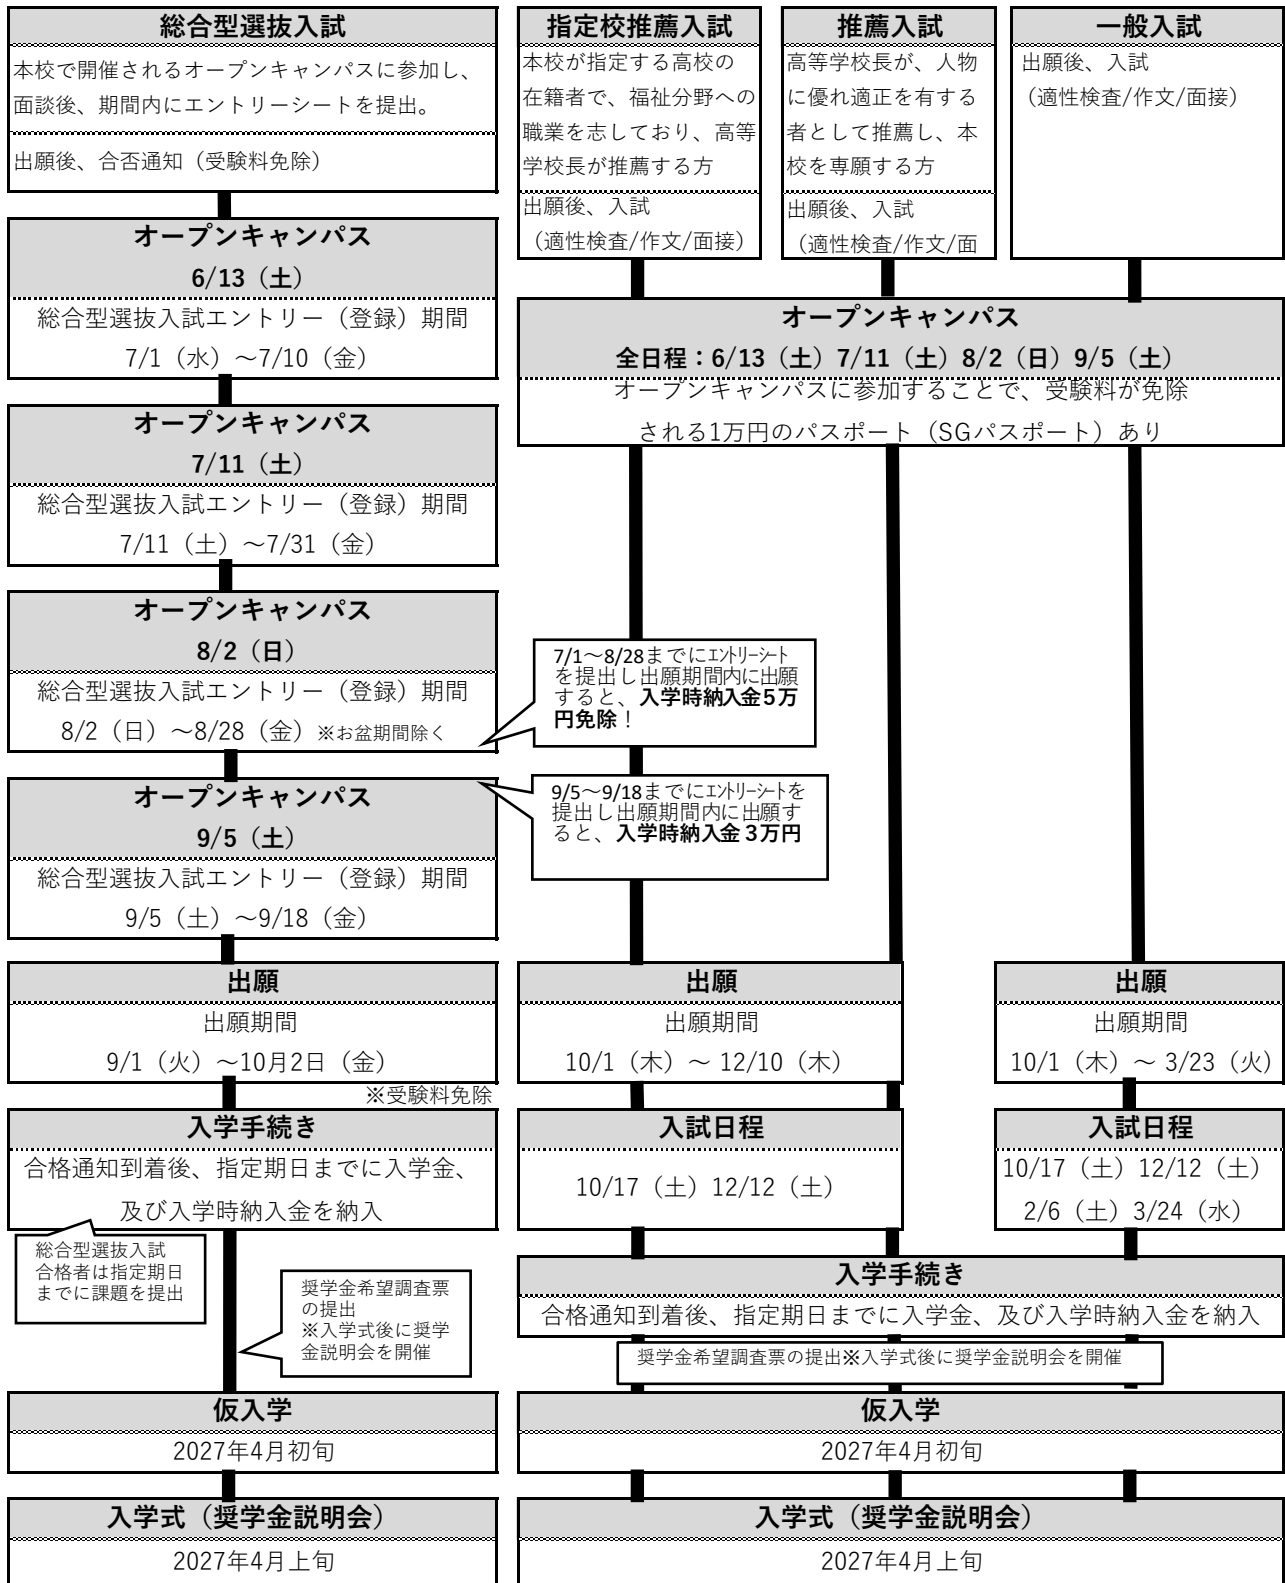 総合型選抜入試
本校で開催されるオープンキャンパスに参加し、
面談後、期間内にエントリーシートを提出。
出願後、合否通知（受験料免除）
オープンキャンパス
6/13（土）
総合型選抜入試エントリー（登録）期間
7/1（水）～7/10（金）
オープンキャンパス
7/11（土）
総合型選抜入試エントリー（登録）期間
7/11（土）～7/31（金）
オープンキャンパス
8/2（日）
総合型選抜入試エントリー（登録）期間
8/2（日）～8/28（金）※お盆期間除く
7/1～8/28までにｴﾝﾄﾘｰｼｰﾄ
を提出し出願期間内に出願
すると、入学時納入金５万
円免除！
オープンキャンパス
9/5（土）
総合型選抜入試エントリー（登録）期間
9/5（土）～9/18（金）
9/5～9/18までにｴﾝﾄﾘｰｼｰﾄを
提出し出願期間内に出願す
ると、入学時納入金３万円
出願
出願期間
9/1（火）～10月2日（金）
※受験料免除
入学手続き
合格通知到着後、指定期日までに入学金、
及び入学時納入金を納入
総合型選抜入試
合格者は指定期日
までに課題を提出
奨学金希望調査票
の提出
※入学式後に奨学
金説明会を開催
仮入学
2027年4月初旬
入学式（奨学金説明会）
2027年4月上旬
指定校推薦入試
本校が指定する高校の
在籍者で、福祉分野への
職業を志しており、高等
学校長が推薦する方
出願後、入試
（適性検査/作文/面接）
推薦入試
高等学校長が、人物
に優れ適正を有する
者として推薦し、本
校を専願する方
出願後、入試
（適性検査/作文/面
一般入試
出願後、入試
（適性検査/作文/面接）
オープンキャンパス
全日程：6/13（土）7/11（土）8/2（日）9/5（土）
オープンキャンパスに参加することで、受験料が免除
される1万円のパスポート（SGパスポート）あり
出願
出願期間
10/1（木）～ 12/10（木）
出願
出願期間
10/1（木）～ 3/23（火）
入試日程
10/17（土）12/12（土）
入試日程
10/17（土）12/12（土）
2/6（土）3/24（水）
入学手続き
合格通知到着後、指定期日までに入学金、及び入学時納入金を納入
奨学金希望調査票の提出※入学式後に奨学金説明会を開催
仮入学
2027年4月初旬
入学式（奨学金説明会）
2027年4月上旬